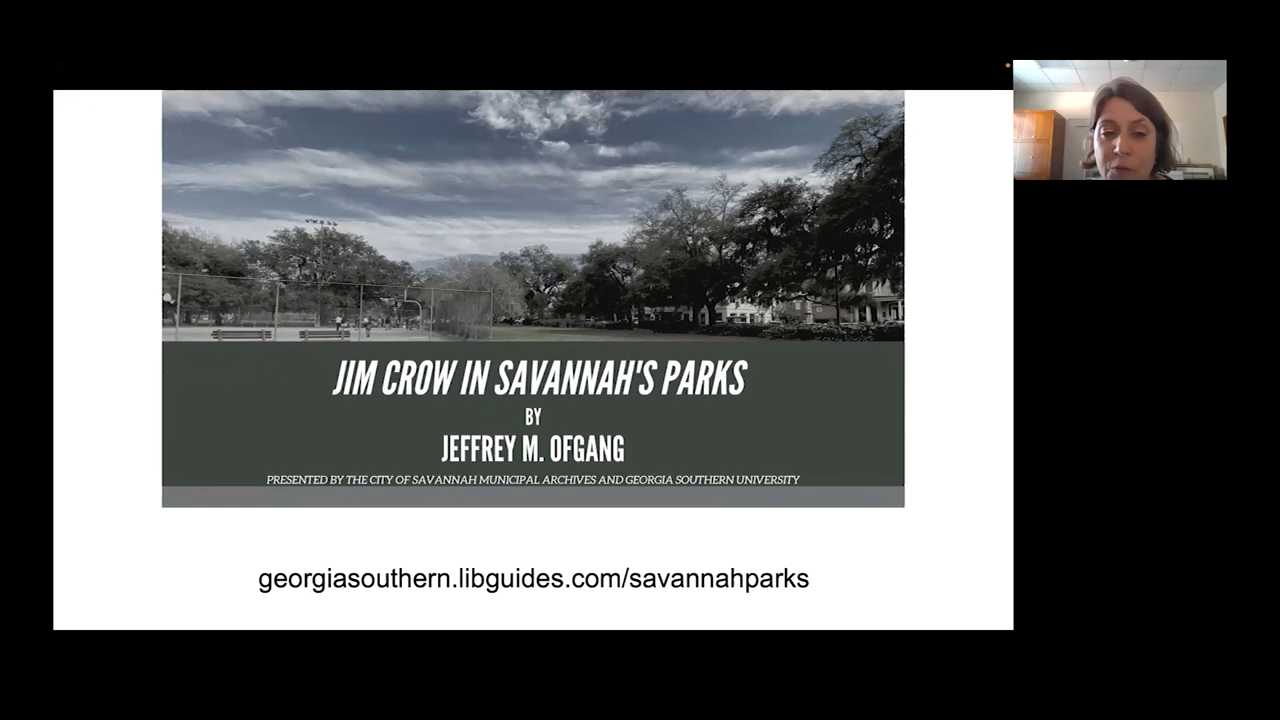 JIM CROW IN SAVANNAH'S PARKS
BY
JEFFREY M. OFGANG
PRESENTED BY THE CITY OF SAVANNAH MUNICIPAL ARCHIVES AND GEORGIA SOUTHERN UNIVERSITY
georgiasouthern.libguides.com/savannahparks